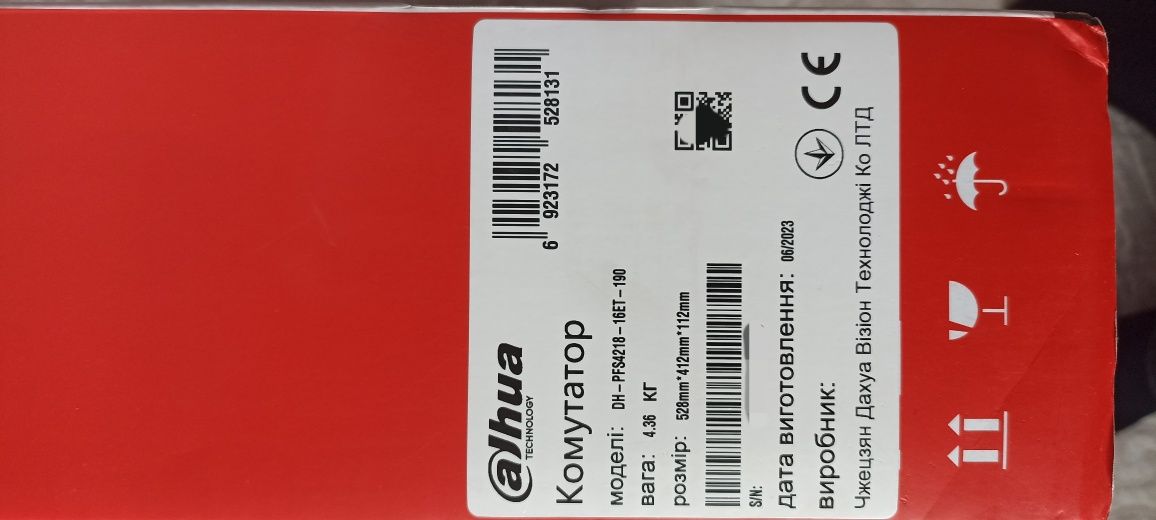 alhua
TECHNOLOGY
6 923172 528131
Комутатор
моделі: DH-PFS4218-16ET-190
вага: 4.36 КГ
розмір: 528mm*412mm*112mm
S/N:
дата виготовлення: 06/2023
виробник:
Чжецзян Дахуа Візіон Технолоджі Ко ЛТД
CE